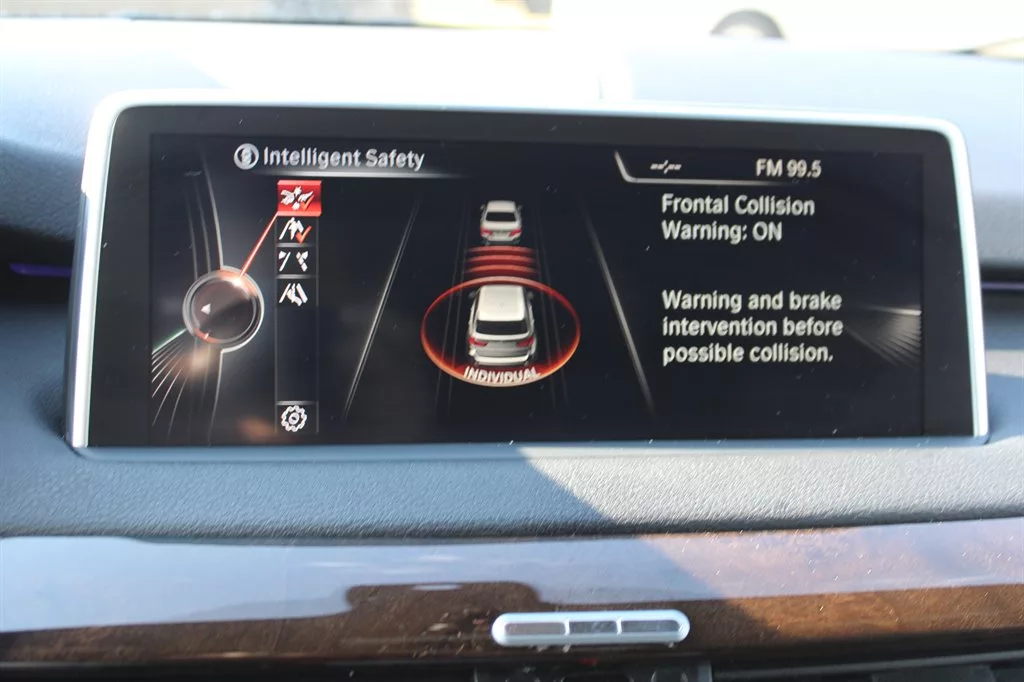 Intelligent Safety
--:--
FM 99.5
Frontal Collision
Warning: ON
Warning and brake
intervention before
possible collision.
INDIVIDUAL